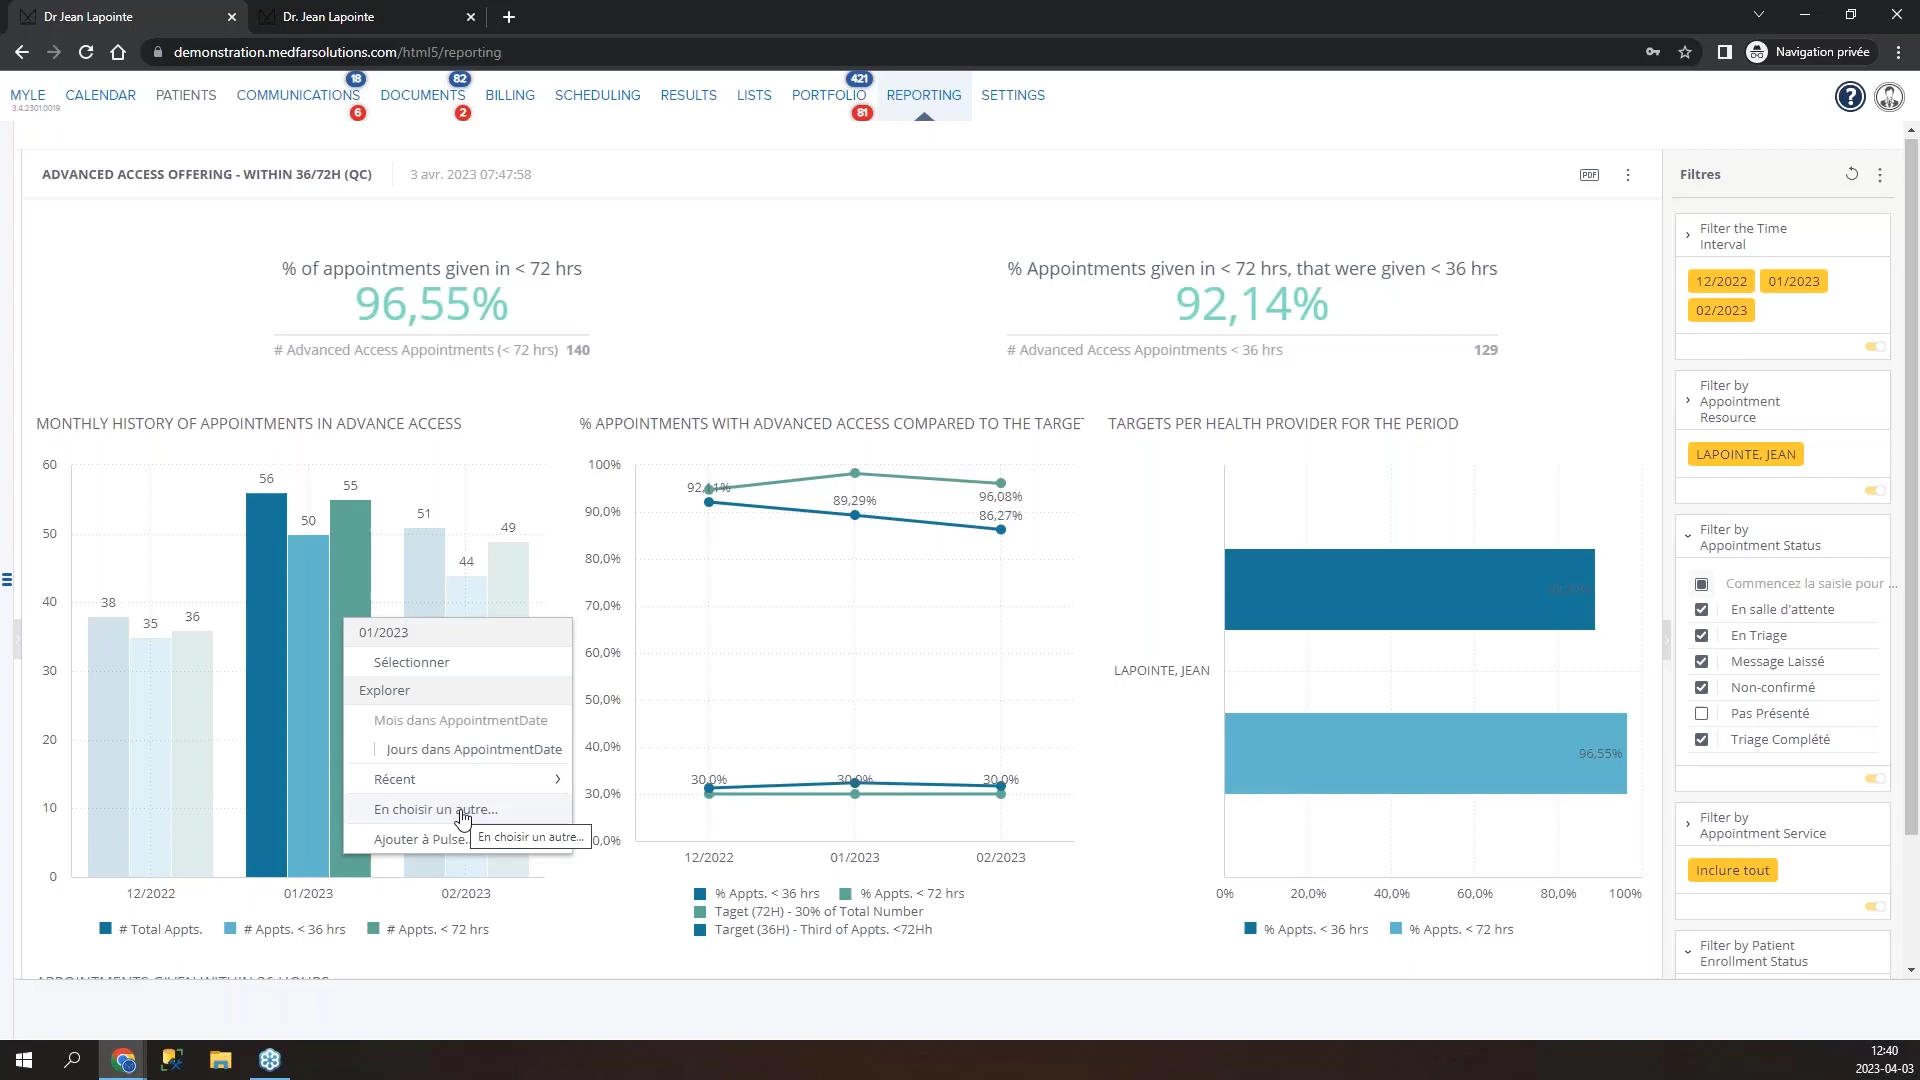 Dr Jean Lapointe
Dr. Jean Lapointe
demonstration.medfarsolutions.com/html5/reporting
Navigation privée
MYLE
3.4.2301.0019
CALENDAR
PATIENTS
COMMUNICATIONS
18
6
DOCUMENTS
82
2
BILLING
SCHEDULING
RESULTS
LISTS
PORTFOLIO
421
81
REPORTING
SETTINGS
?
ADVANCED ACCESS OFFERING - WITHIN 36/72H (QC)
3 avr. 2023 07:47:58
PDF
% of appointments given in < 72 hrs
96,55%
# Advanced Access Appointments (< 72 hrs) 140
% Appointments given in < 72 hrs, that were given < 36 hrs
92,14%
# Advanced Access Appointments < 36 hrs 129
MONTHLY HISTORY OF APPOINTMENTS IN ADVANCE ACCESS
60
50
40
30
20
10
0
38
35
36
56
50
55
51
44
49
12/2022
01/2023
02/2023
# Total Appts.
# Appts. < 36 hrs
# Appts. < 72 hrs
01/2023
Sélectionner
Explorer
Mois dans AppointmentDate
Jours dans AppointmentDate
Récent
En choisir un autre...
Ajouter à Pulse...
En choisir un autre...
% APPOINTMENTS WITH ADVANCED ACCESS COMPARED TO THE TARGET
100%
90,0%
80,0%
70,0%
60,0%
50,0%
40,0%
30,0%
0,0%
92,11%
89,29%
96,08%
86,27%
30,0%
30,0%
30,0%
12/2022
01/2023
02/2023
% Appts. < 36 hrs
% Appts. < 72 hrs
Taget (72H) - 30% of Total Number
Target (36H) - Third of Appts. <72Hh
TARGETS PER HEALTH PROVIDER FOR THE PERIOD
LAPOINTE, JEAN
96,55%
0%
20,0%
40,0%
60,0%
80,0%
100%
% Appts. < 36 hrs
% Appts. < 72 hrs
Filtres
Filter the Time
Interval
12/2022
01/2023
02/2023
Filter by
Appointment
Resource
LAPOINTE, JEAN
Filter by
Appointment Status
Commencez la saisie pour ...
En salle d'attente
En Triage
Message Laissé
Non-confirmé
Pas Présenté
Triage Complété
Filter by
Appointment Service
Inclure tout
Filter by Patient
Enrollment Status
12:40
2023-04-03